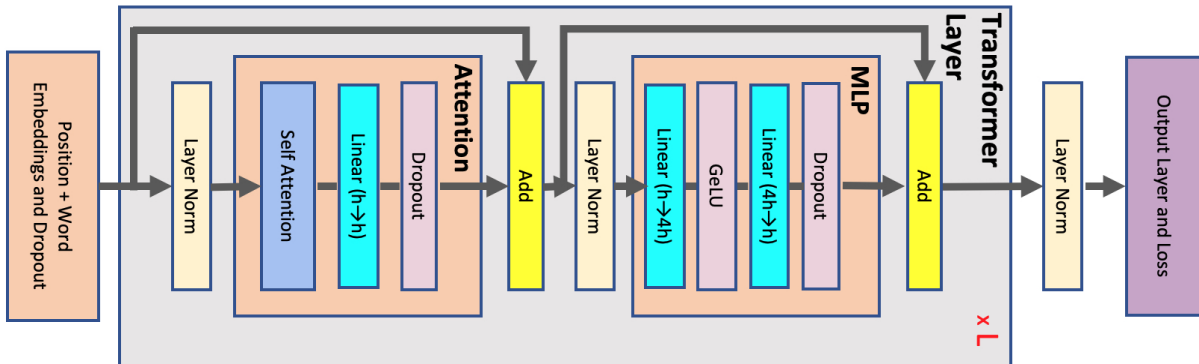 Position + Word
Embeddings and Dropout
Layer Norm
Attention
Self Attention
Linear (h→h)
Dropout
Add
Layer Norm
MLP
Linear (h→4h)
GeLU
Linear (4h→h)
Dropout
Add
Transformer
Layer
x L
Layer Norm
Output Layer and Loss